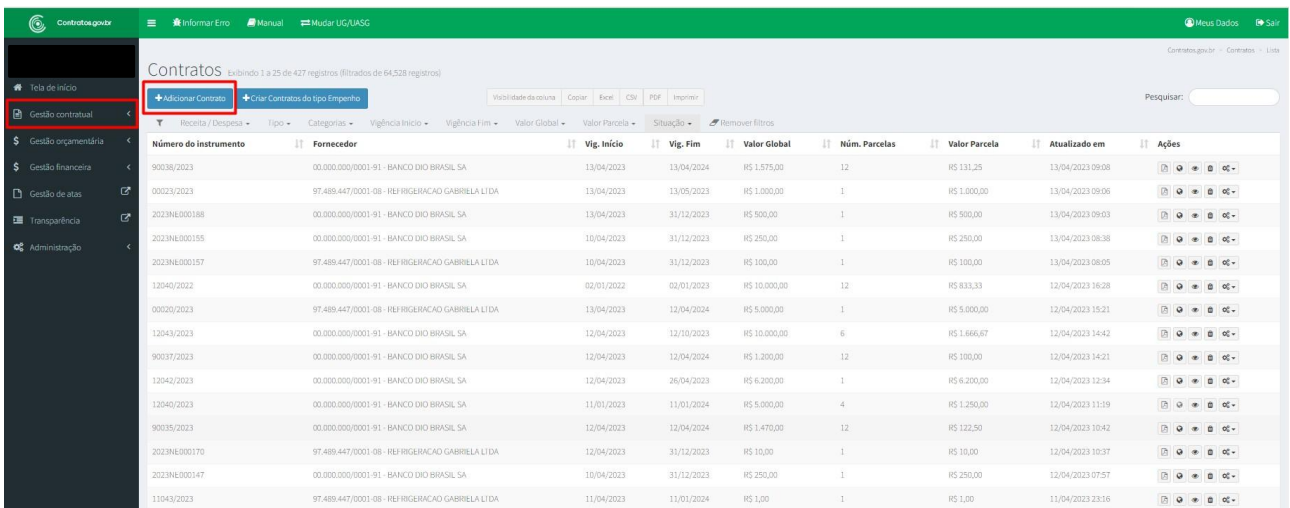 Contratos.gov.br
Informar Erro Manual Mudar UG/UASG
Meus Dados Sair
Contratos.gov.br > Contratos > Lista
Contratos Exibindo 1 a 25 de 427 registros (filtrados de 64,528 registros)
Tela de início
Gestão contratual
Gestão orçamentária
Gestão financeira
Gestão de atas
Transparência
Administração
+Adicionar Contrato +Criar Contratos do tipo Empenho
Visibilidade da coluna Copiar Excel CSV PDF Imprimir
Pesquisar:
Receita / Despesa Tipo Categorias Vigência Inicio Vigência Fim Valor Global Valor Parcela Situação Remover filtros
Número do instrumento Fornecedor Vig. Início Vig. Fim Valor Global Núm. Parcelas Valor Parcela Atualizado em Ações
90038/2023 00.000.000/0001-91 - BANCO DIO BRASIL SA 13/04/2023 13/04/2024 R$ 1.575,00 12 R$ 131,25 13/04/2023 09:08
00023/2023 97.489.447/0001-08 - REFRIGERACAO GABRIELA LTDA 13/04/2023 13/05/2023 R$ 1.000,00 1 R$ 1.000,00 13/04/2023 09:06
2023NE000188 00.000.000/0001-91 - BANCO DIO BRASIL SA 13/04/2023 31/12/2023 R$ 500,00 1 R$ 500,00 13/04/2023 09:03
2023NE000155 00.000.000/0001-91 - BANCO DIO BRASIL SA 10/04/2023 31/12/2023 R$ 250,00 1 R$ 250,00 13/04/2023 08:38
2023NE000157 97.489.447/0001-08 - REFRIGERACAO GABRIELA LTDA 10/04/2023 31/12/2023 R$ 100,00 1 R$ 100,00 13/04/2023 08:05
12040/2022 00.000.000/0001-91 - BANCO DIO BRASIL SA 02/01/2022 02/01/2023 R$ 10.000,00 12 R$ 833,33 12/04/2023 16:28
00020/2023 97.489.447/0001-08 - REFRIGERACAO GABRIELA LTDA 13/04/2023 12/04/2023 R$ 5.000,00 1 R$ 5.000,00 12/04/2023 15:21
12043/2023 00.000.000/0001-91 - BANCO DIO BRASIL SA 12/04/2023 12/10/2023 R$ 10.000,00 6 R$ 1.666,67 12/04/2023 14:42
90037/2023 00.000.000/0001-91 - BANCO DIO BRASIL SA 12/04/2023 12/04/2024 R$ 1.200,00 12 R$ 100,00 12/04/2023 14:21
12042/2023 00.000.000/0001-91 - BANCO DIO BRASIL SA 12/04/2023 26/04/2023 R$ 6.200,00 1 R$ 6.200,00 12/04/2023 12:34
12040/2023 00.000.000/0001-91 - BANCO DIO BRASIL SA 11/01/2023 11/01/2024 R$ 5.000,00 4 R$ 1.250,00 12/04/2023 11:19
90035/2023 00.000.000/0001-91 - BANCO DIO BRASIL SA 12/04/2023 12/04/2024 R$ 1.470,00 12 R$ 122,50 12/04/2023 10:42
2023NE000170 97.489.447/0001-08 - REFRIGERACAO GABRIELA LTDA 12/04/2023 31/12/2023 R$ 10,00 1 R$ 10,00 12/04/2023 10:37
2023NE000147 00.000.000/0001-91 - BANCO DIO BRASIL SA 10/04/2023 31/12/2023 R$ 250,00 1 R$ 250,00 12/04/2023 07:57
11043/2023 97.489.447/0001-08 - REFRIGERACAO GABRIELA LTDA 11/04/2023 11/01/2024 R$ 1,00 1 R$ 1,00 11/04/2023 23:16